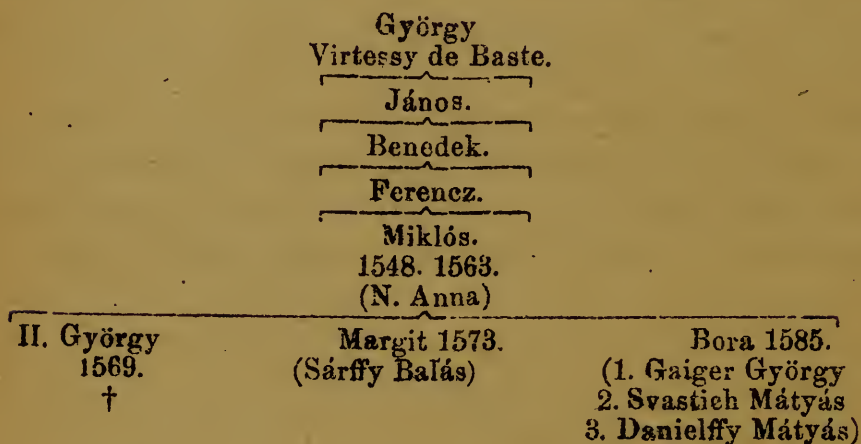 György
Virtessy de Baste.
János.
Benedek.
Ferencz.
Miklós.
1548. 1563.
(N. Anna)
II. György
1569.
†
Margit 1573.
(Sárffy Balás)
Bora 1585.
(1. Gaiger György
2. Svastich Mátyás
3. Danielffy Mátyás)